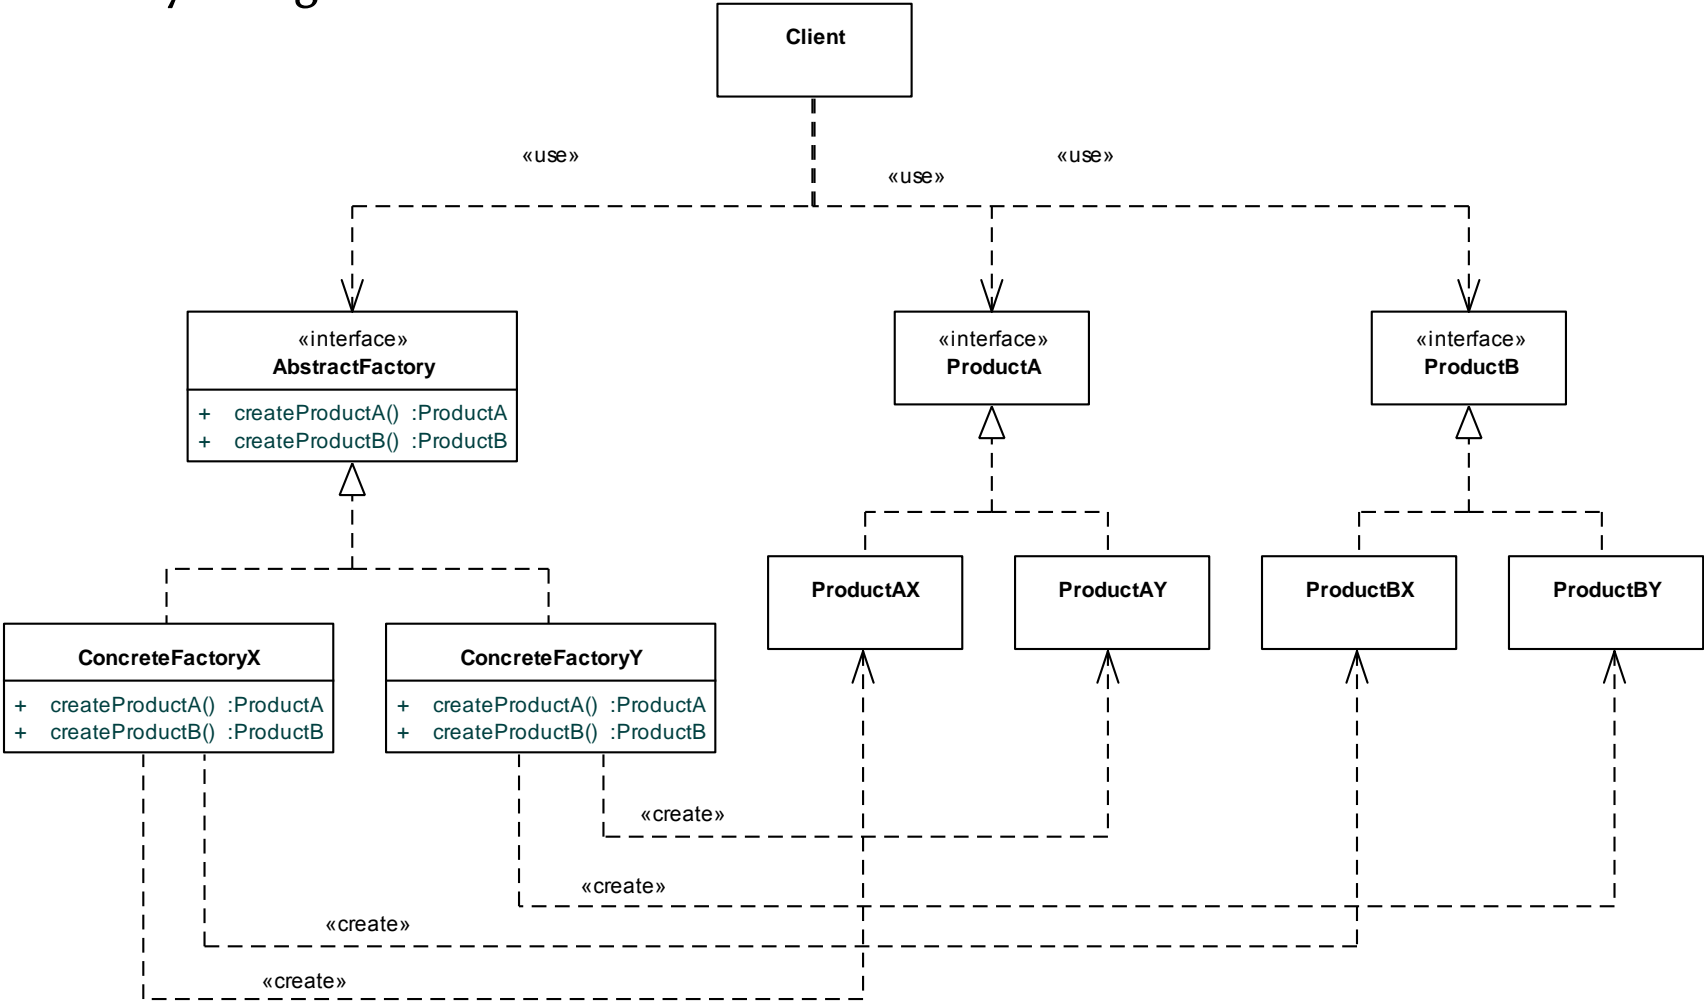 Client
«use»
«use»
«use»
«interface»
AbstractFactory
+ createProductA() :ProductA
+ createProductB() :ProductB
«interface»
ProductA
«interface»
ProductB
ProductAX
ProductAY
ProductBX
ProductBY
ConcreteFactoryX
+ createProductA() :ProductA
+ createProductB() :ProductB
ConcreteFactoryY
+ createProductA() :ProductA
+ createProductB() :ProductB
«create»
«create»
«create»
«create»